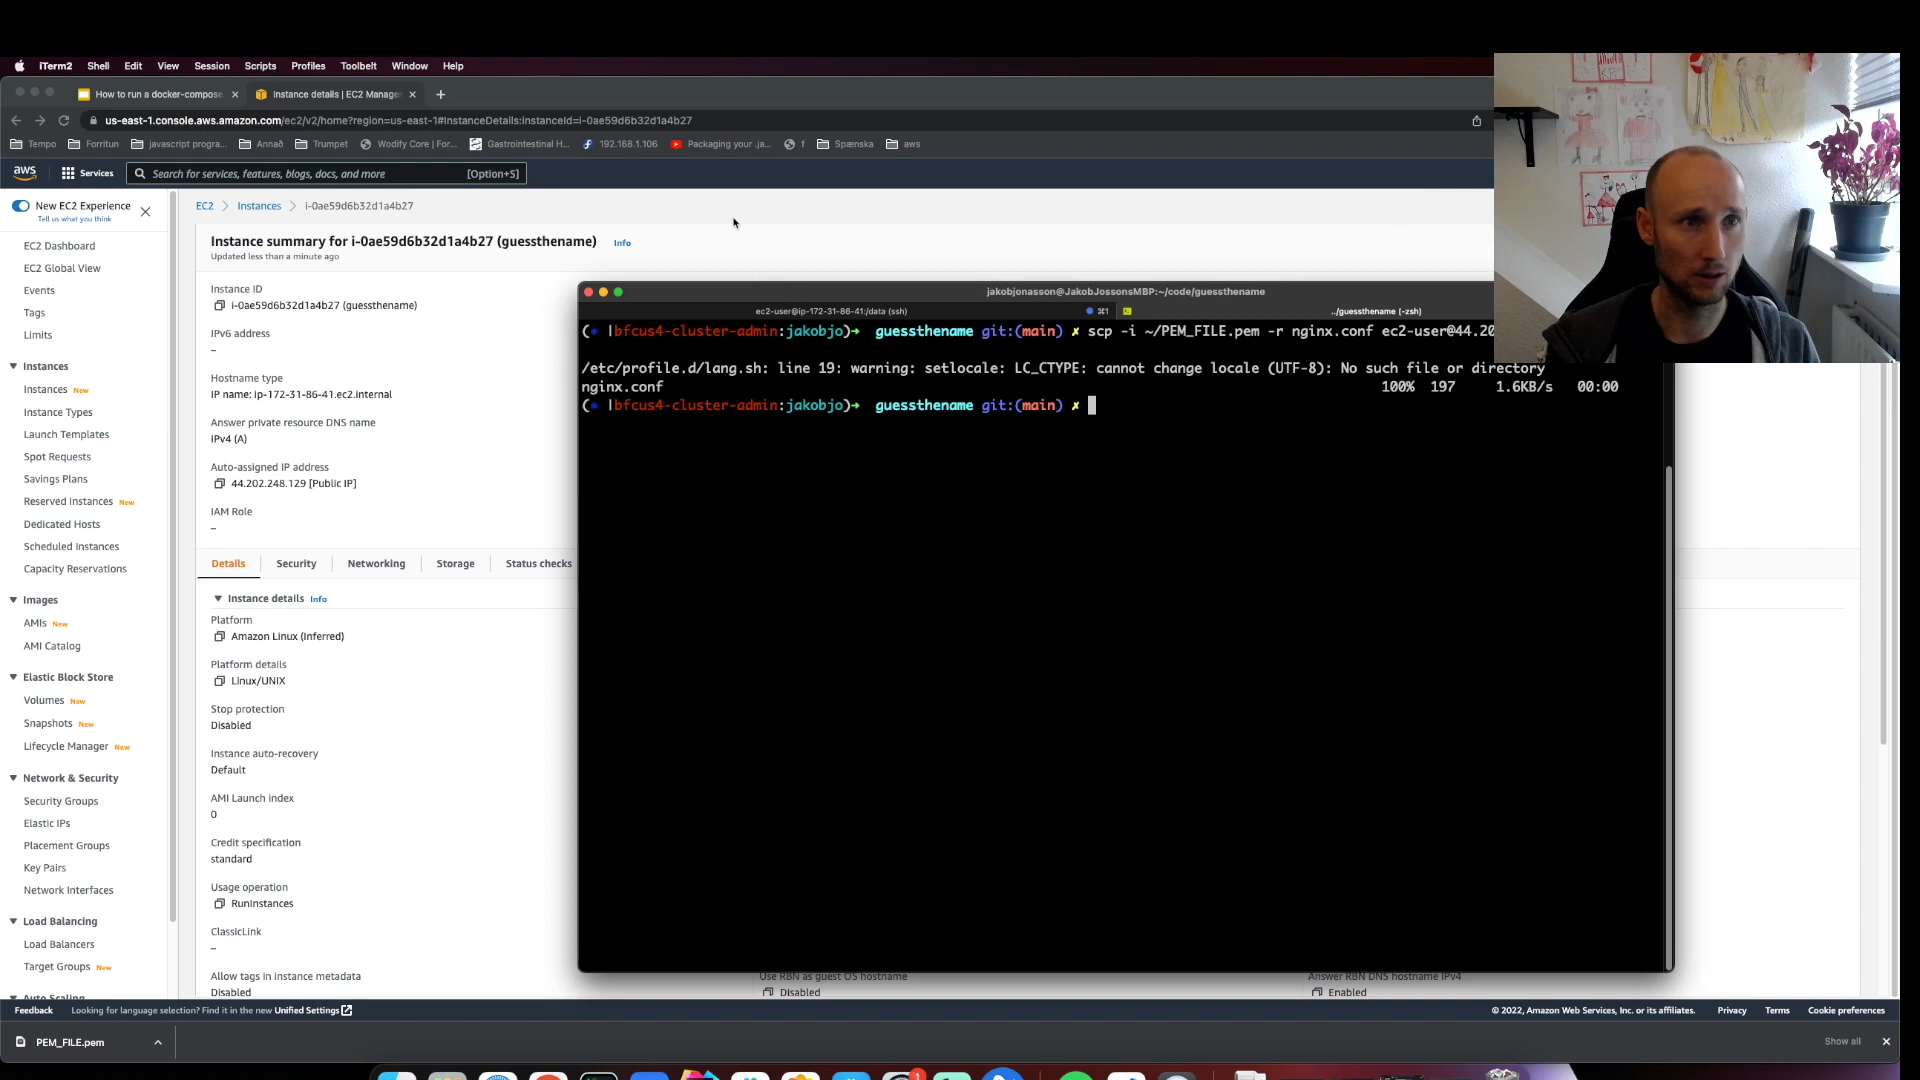 iTerm2 Shell Edit View Session Scripts Profiles Toolbelt Window Help
How to run a docker-compose
Instance details | EC2 Manage
us-east-1.console.aws.amazon.com/ec2/v2/home?region=us-east-1#InstanceDetails:instanceId=i-0ae59d6b32d1a4b27
Tempo Forritun javascript progra... Annað Trumpet Wodify Core | For... Gastrointestinal H... 192.168.1.106 Packaging your .ja... f Spænska aws
aws Services Search for services, features, blogs, docs, and more [Option+S]
New EC2 Experience
Tell us what you think
EC2 Dashboard
EC2 Global View
Events
Tags
Limits
Instances
Instances New
Instance Types
Launch Templates
Spot Requests
Savings Plans
Reserved Instances New
Dedicated Hosts
Scheduled Instances
Capacity Reservations
Images
AMIs New
AMI Catalog
Elastic Block Store
Volumes New
Snapshots New
Lifecycle Manager New
Network & Security
Security Groups
Elastic IPs
Placement Groups
Key Pairs
Network Interfaces
Load Balancing
Load Balancers
Target Groups New
Auto Scaling
EC2 Instances i-0ae59d6b32d1a4b27
Instance summary for i-0ae59d6b32d1a4b27 (guessthename) Info
Updated less than a minute ago
Instance ID
i-0ae59d6b32d1a4b27 (guessthename)
IPv6 address
–
Hostname type
IP name: ip-172-31-86-41.ec2.internal
Answer private resource DNS name
IPv4 (A)
Auto-assigned IP address
44.202.248.129 [Public IP]
IAM Role
–
Details Security Networking Storage Status checks
Instance details Info
Platform
Amazon Linux (Inferred)
Platform details
Linux/UNIX
Stop protection
Disabled
Instance auto-recovery
Default
AMI Launch index
0
Credit specification
standard
Usage operation
RunInstances
ClassicLink
–
Allow tags in instance metadata
Disabled
Use RBN as guest OS hostname
Disabled
Answer RBN DNS hostname IPv4
Enabled
jakobjonasson@JakobJossonsMBP:~/code/guessthename
ec2-user@ip-172-31-86-41:/data (ssh) ⌘1 ../guessthename (-zsh)
( |bfcus4-cluster-admin:jakobjo)➜ guessthename git:(main) ✗ scp -i ~/PEM_FILE.pem -r nginx.conf ec2-user@44.20
/etc/profile.d/lang.sh: line 19: warning: setlocale: LC_CTYPE: cannot change locale (UTF-8): No such file or directory
nginx.conf 100% 197 1.6KB/s 00:00
( |bfcus4-cluster-admin:jakobjo)➜ guessthename git:(main) ✗
Feedback Looking for language selection? Find it in the new Unified Settings © 2022, Amazon Web Services, Inc. or its affiliates. Privacy Terms Cookie preferences
PEM_FILE.pem Show all
1